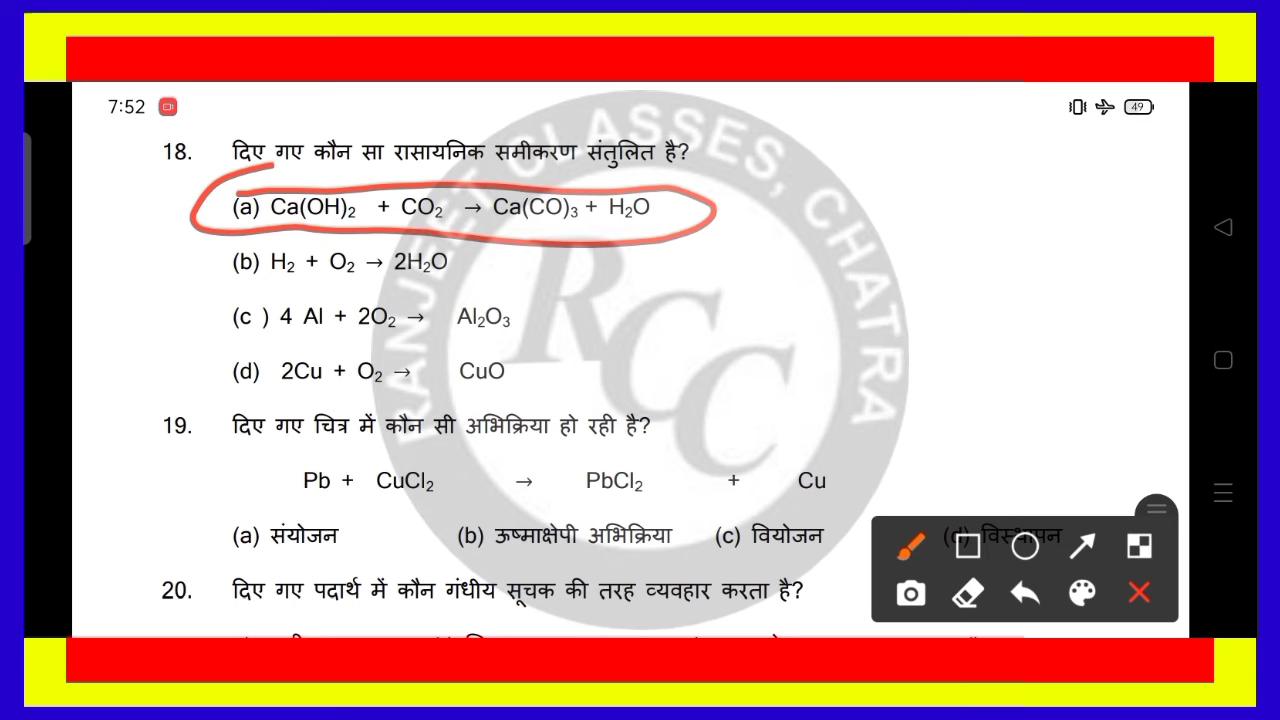 7:52
49
RANJEET CLASSES, CHATRA
RCC
18. दिए गए कौन सा रासायनिक समीकरण संतुलित है?
(a) Ca(OH)₂ + CO₂ → Ca(CO)₃ + H₂O
(b) H₂ + O₂ → 2H₂O
(c ) 4 Al + 2O₂ → Al₂O₃
(d) 2Cu + O₂ → CuO
19. दिए गए चित्र में कौन सी अभिक्रिया हो रही है?
Pb + CuCl₂ → PbCl₂ + Cu
(a) संयोजन (b) ऊष्माक्षेपी अभिक्रिया (c) वियोजन (d) विस्थापन
20. दिए गए पदार्थ में कौन गंधीय सूचक की तरह व्यवहार करता है?